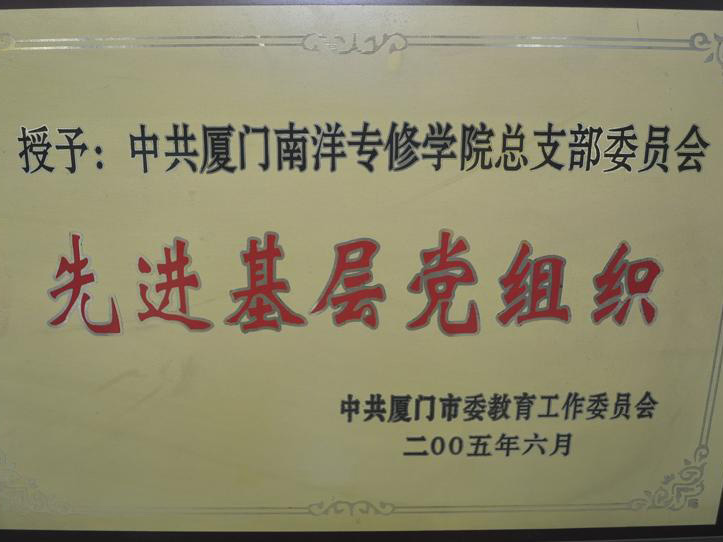 授予：中共厦门南洋专修学院总支部委员会
先进基层党组织
中共厦门市委教育工作委员会
二00五年六月